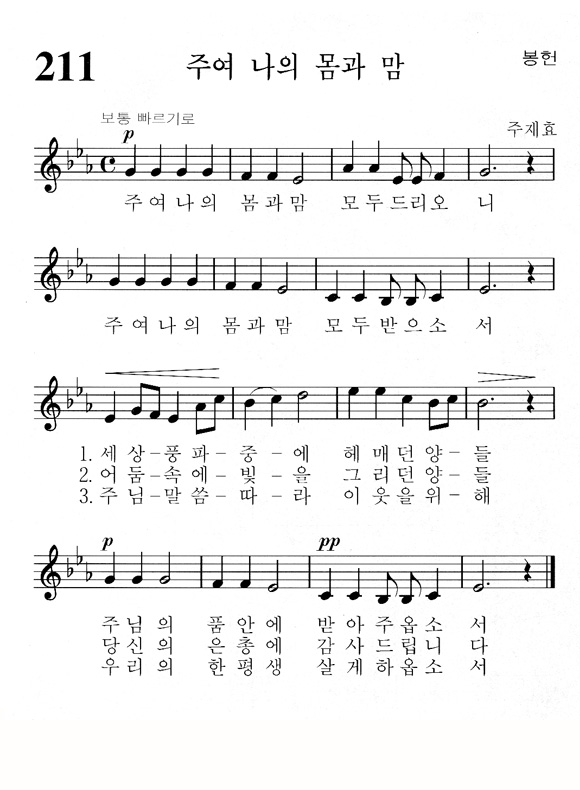 211 주여 나의 몸과 맘 봉헌
보통 빠르기로
주재효
p
주여나의 몸과맘 모두드리오 니
주여나의 몸과맘 모두받으소 서
1. 세상–풍파– 중–에 헤매던양– 들
2. 어둠–속에– 빛–을 그리던양– 들
3. 주님–말씀– 따–라 이웃을위– 해
p pp
주님의 품안에 받아주옵소 서
당신의 은총에 감사드립니 다
우리의 한평생 살게하옵소 서